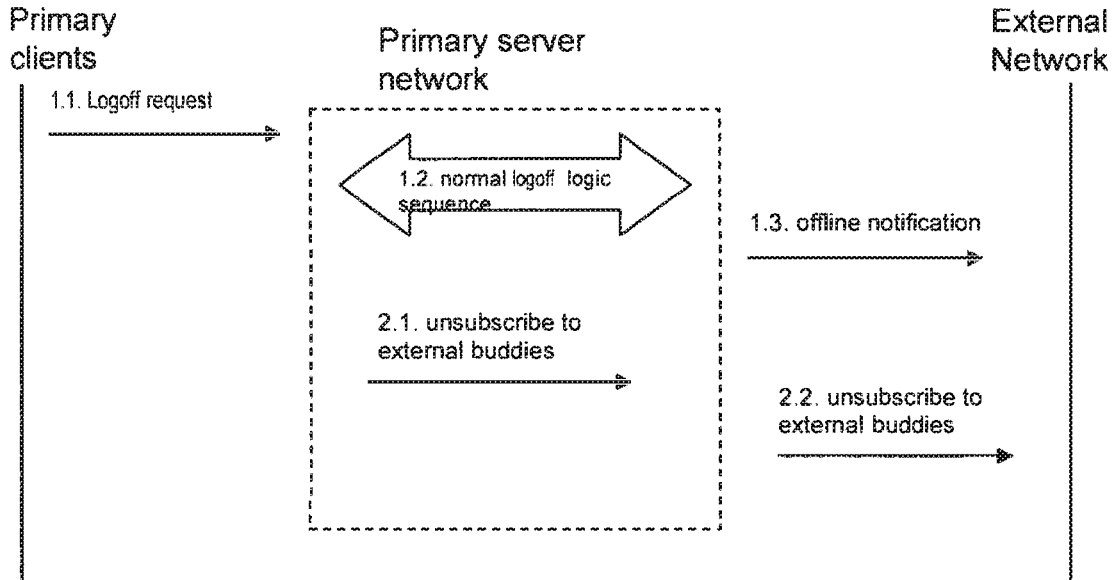 Primary
clients
Primary server
network
External
Network
1.1. Logoff request
1.2. normal logoff logic
sequence
1.3. offline notification
2.1. unsubscribe to
external buddies
2.2. unsubscribe to
external buddies